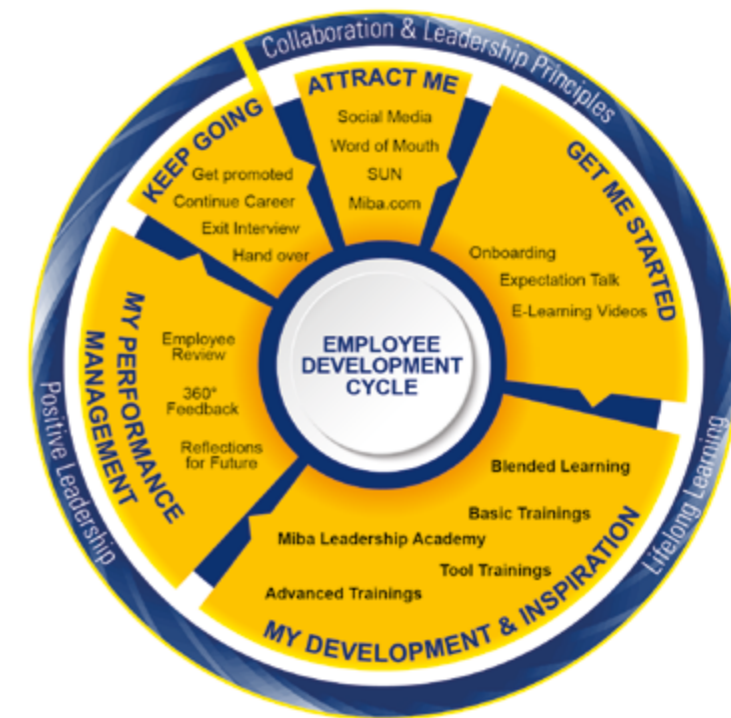 Collaboration & Leadership Principles
ATTRACT ME
Social Media
Word of Mouth
SUN
Miba.com
GET ME STARTED
Onboarding
Expectation Talk
E-Learning Videos
Lifelong Learning
MY DEVELOPMENT & INSPIRATION
Blended Learning
Basic Trainings
Miba Leadership Academy
Tool Trainings
Advanced Trainings
Positive Leadership
MY PERFORMANCE
MANAGEMENT
Employee
Review
360°
Feedback
Reflections
for Future
KEEP GOING
Get promoted
Continue Career
Exit Interview
Hand over
EMPLOYEE
DEVELOPMENT
CYCLE